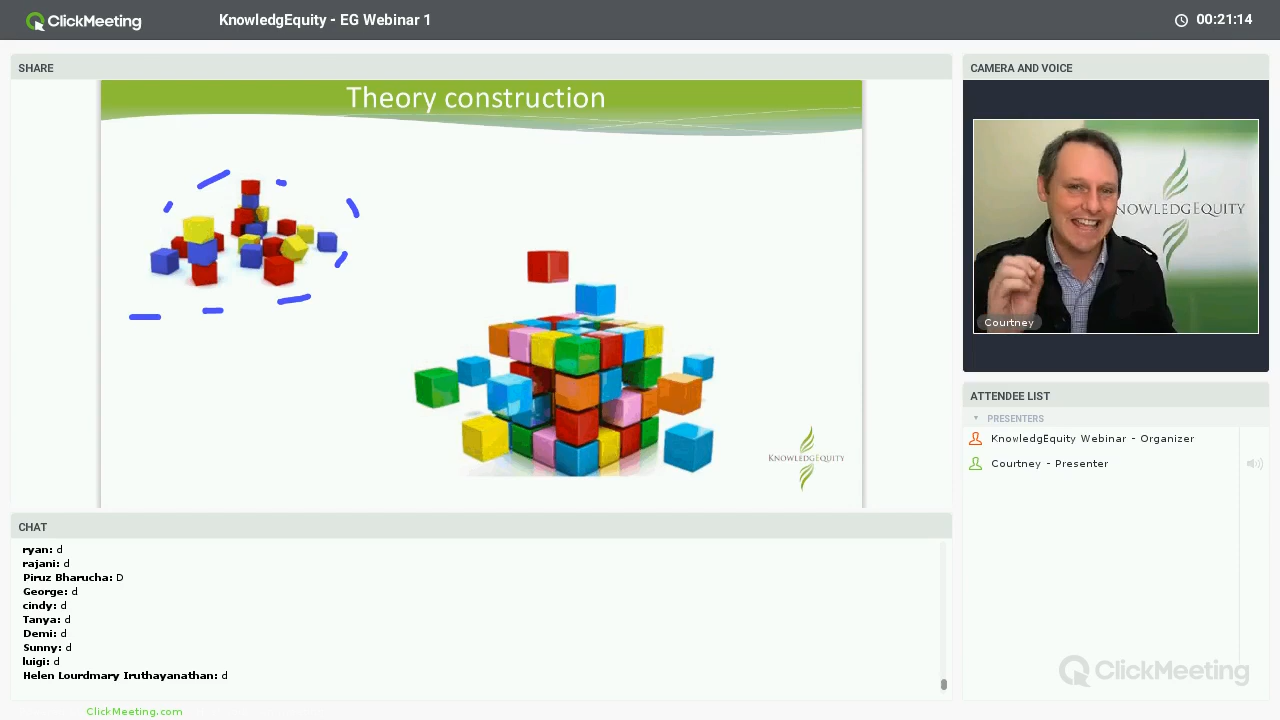 ClickMeeting
KnowledgEquity - EG Webinar 1
00:21:14
SHARE
Theory construction
KNOWLEDGEQUITY
CAMERA AND VOICE
KNOWLEDGEQUITY
Courtney
ATTENDEE LIST
PRESENTERS
KnowledgEquity Webinar - Organizer
Courtney - Presenter
CHAT
ryan: d
rajani: d
Piruz Bharucha: D
George: d
cindy: d
Tanya: d
Demi: d
Sunny: d
luigi: d
Helen Lourdmary Iruthayanathan: d
ClickMeeting
ClickMeeting.com